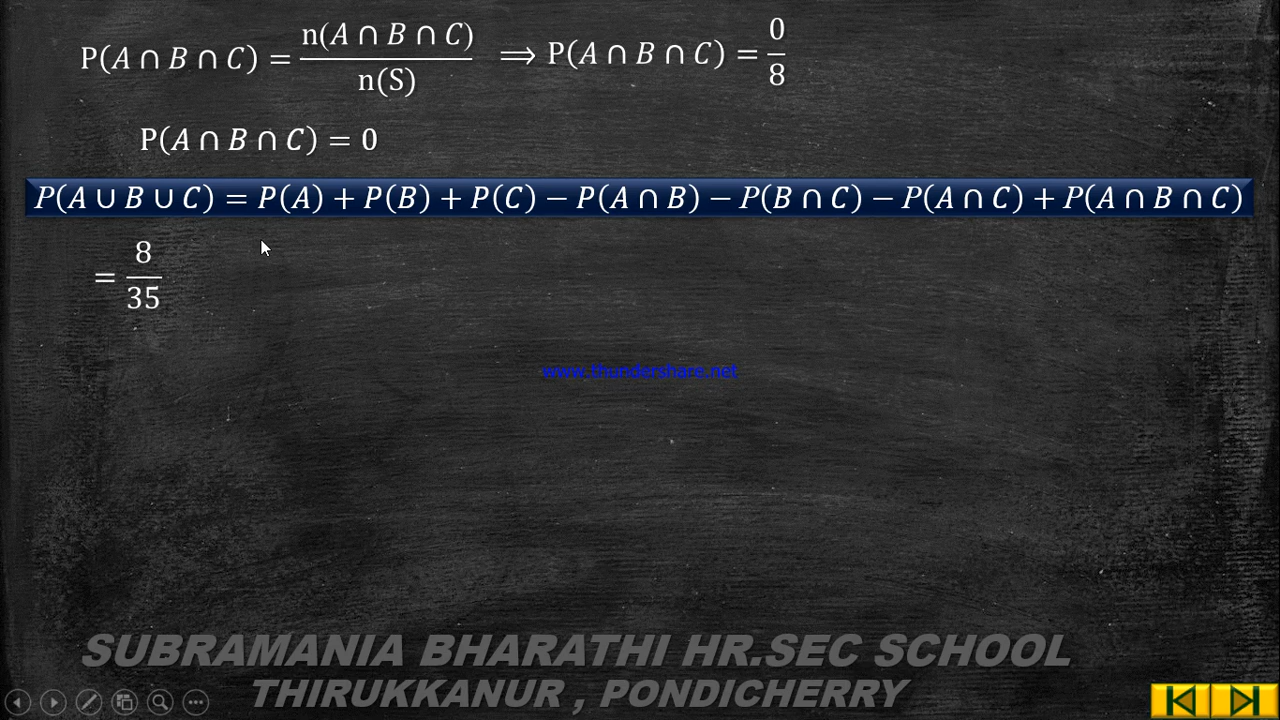 P(A ∩ B ∩ C) = n(A ∩ B ∩ C) / n(S) ⟹ P(A ∩ B ∩ C) = 0/8
P(A ∩ B ∩ C) = 0
P(A ∪ B ∪ C) = P(A) + P(B) + P(C) − P(A ∩ B) − P(B ∩ C) − P(A ∩ C) + P(A ∩ B ∩ C)
= 8/35
www.thundershare.net
SUBRAMANIA BHARATHI HR.SEC SCHOOL
THIRUKKANUR , PONDICHERRY